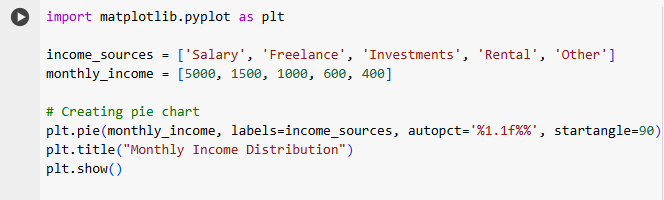 import matplotlib.pyplot as plt
income_sources = ['Salary', 'Freelance', 'Investments', 'Rental', 'Other']
monthly_income = [5000, 1500, 1000, 600, 400]
# Creating pie chart
plt.pie(monthly_income, labels=income_sources, autopct='%1.1f%%', startangle=90)
plt.title("Monthly Income Distribution")
plt.show()